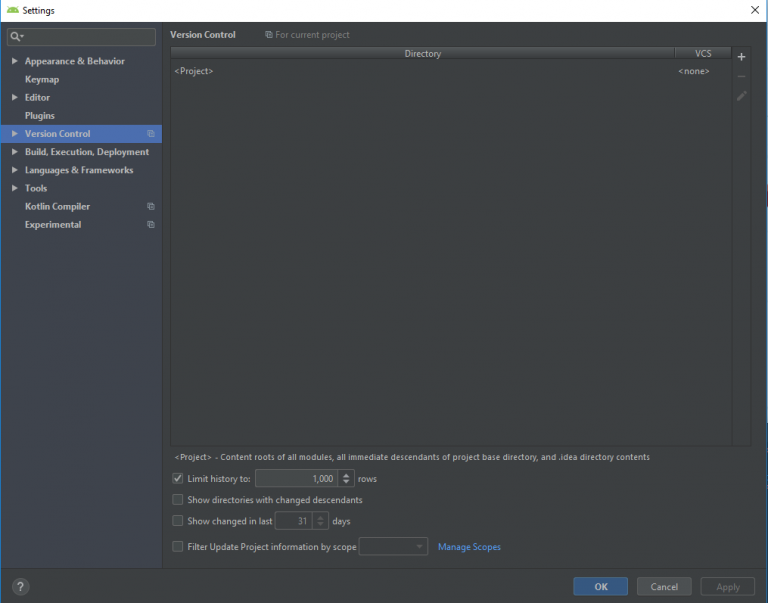 Settings
Version Control For current project
Appearance & Behavior
Keymap
Editor
Plugins
Version Control
Build, Execution, Deployment
Languages & Frameworks
Tools
Kotlin Compiler
Experimental
Directory VCS
<Project> <none>
<Project> - Content roots of all modules, all immediate descendants of project base directory, and .idea directory contents
Limit history to: 1,000 rows
Show directories with changed descendants
Show changed in last 31 days
Filter Update Project information by scope Manage Scopes
? OK Cancel Apply